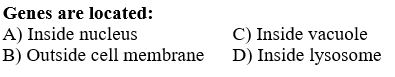 Genes are located:
A) Inside nucleus C) Inside vacuole
B) Outside cell membrane D) Inside lysosome